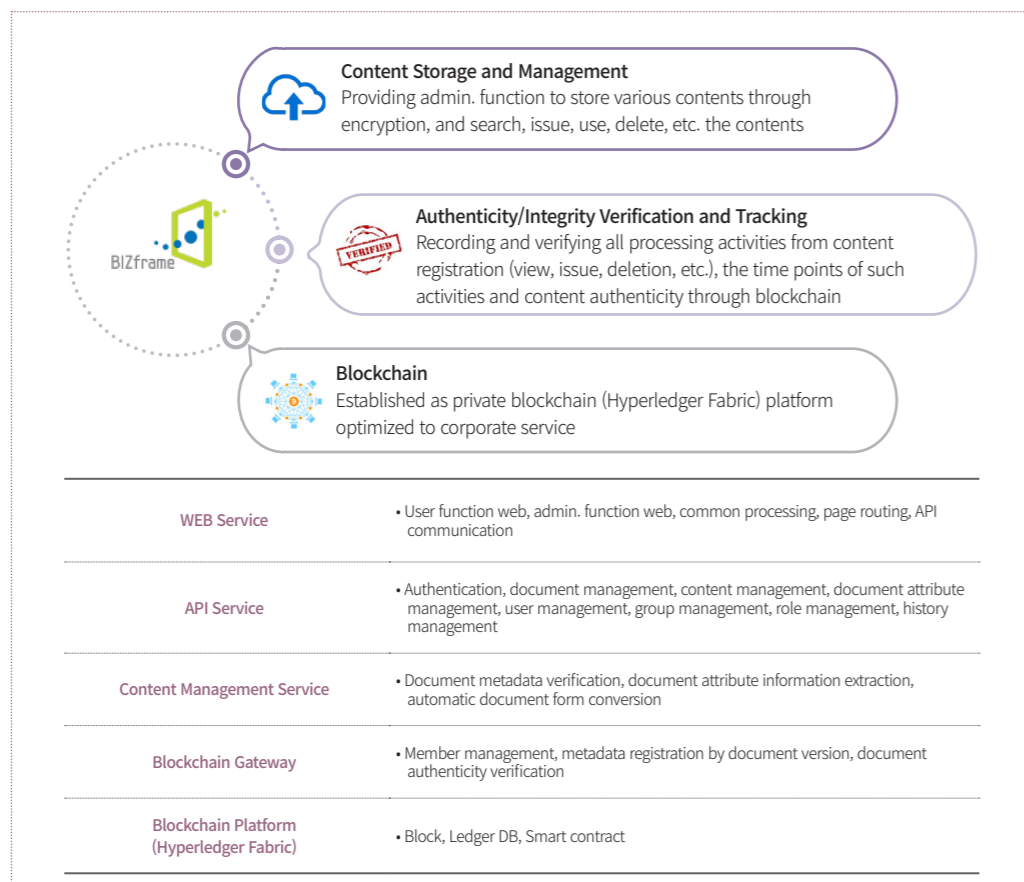 Content Storage and Management
Providing admin. function to store various contents through
encryption, and search, issue, use, delete, etc. the contents
BIZframe
VERIFIED
Authenticity/Integrity Verification and Tracking
Recording and verifying all processing activities from content
registration (view, issue, deletion, etc.), the time points of such
activities and content authenticity through blockchain
Blockchain
Established as private blockchain (Hyperledger Fabric) platform
optimized to corporate service
WEB Service
• User function web, admin. function web, common processing, page routing, API
communication
API Service
• Authentication, document management, content management, document attribute
management, user management, group management, role management, history
management
Content Management Service
• Document metadata verification, document attribute information extraction,
automatic document form conversion
Blockchain Gateway
• Member management, metadata registration by document version, document
authenticity verification
Blockchain Platform
(Hyperledger Fabric)
• Block, Ledger DB, Smart contract